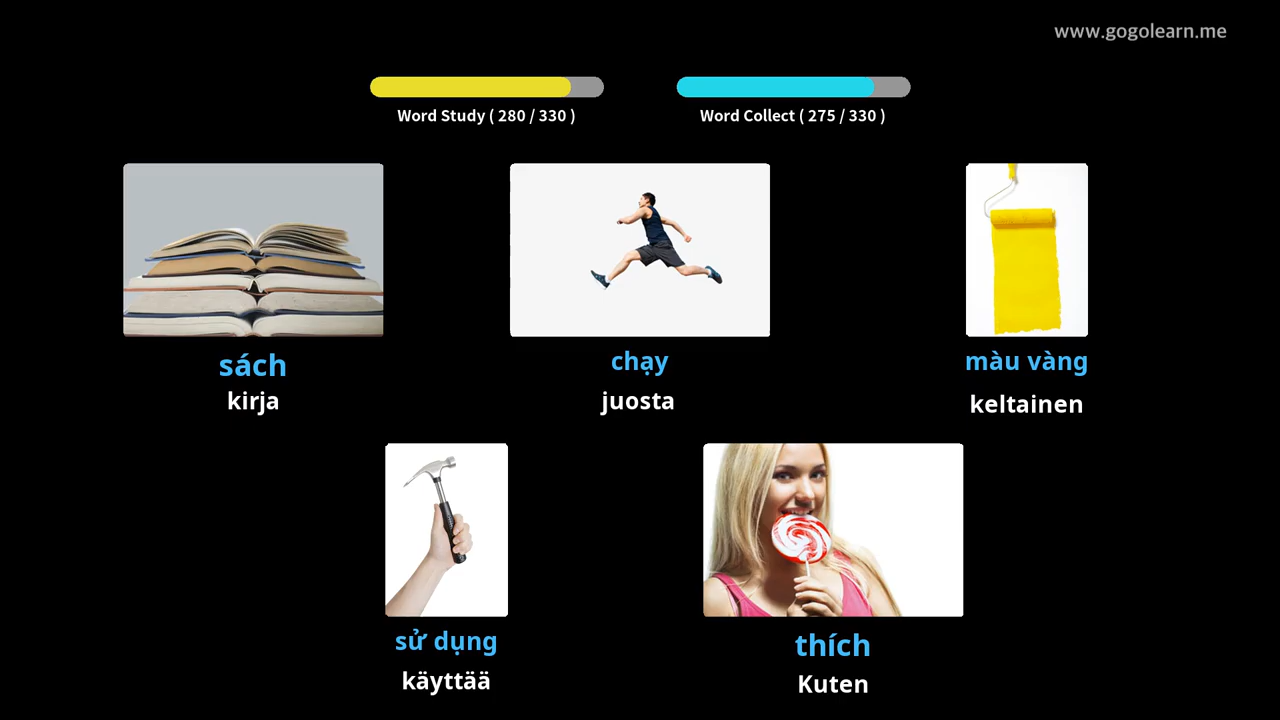 www.gogolearn.me
Word Study ( 280 / 330 )
Word Collect ( 275 / 330 )
sách
kirja
chạy
juosta
màu vàng
keltainen
sử dụng
käyttää
thích
Kuten